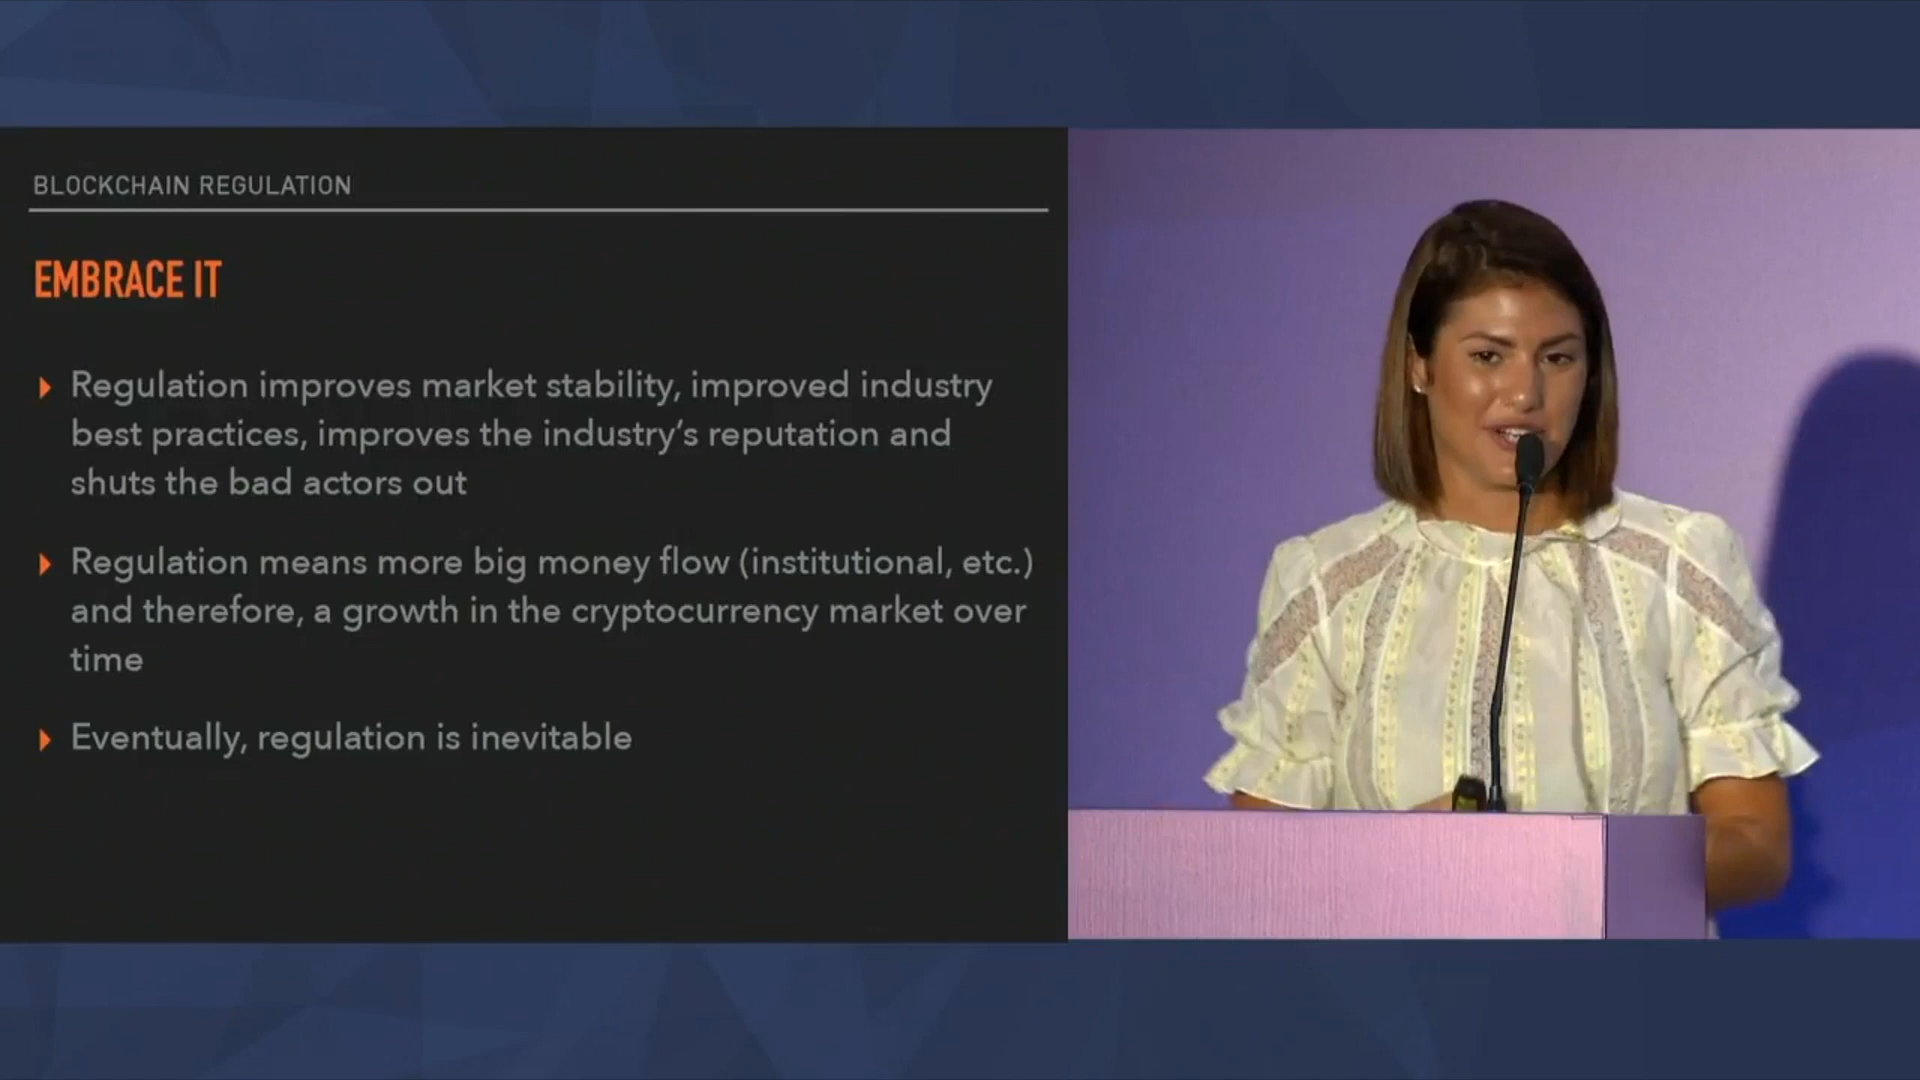 BLOCKCHAIN REGULATION
EMBRACE IT
Regulation improves market stability, improved industry
best practices, improves the industry's reputation and
shuts the bad actors out
Regulation means more big money flow (institutional, etc.)
and therefore, a growth in the cryptocurrency market over
time
Eventually, regulation is inevitable